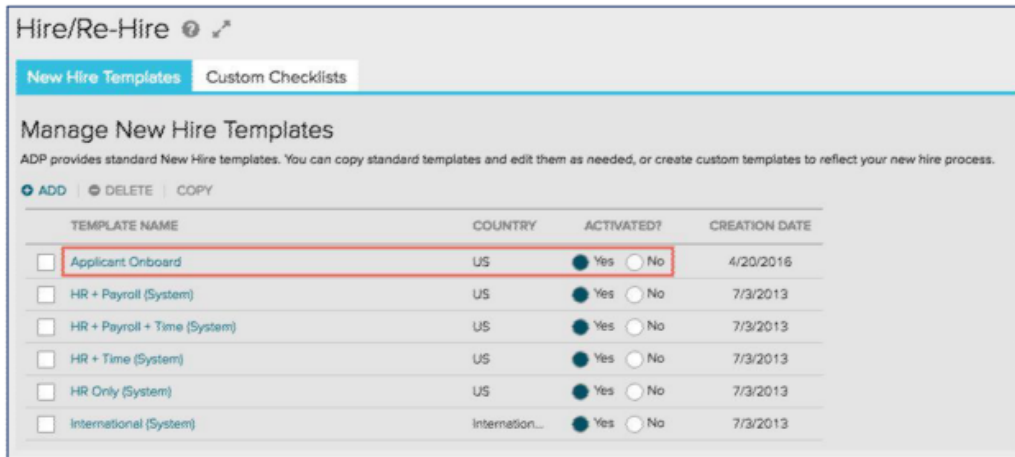 Hire/Re-Hire
New Hire Templates Custom Checklists
Manage New Hire Templates
ADP provides standard New Hire templates. You can copy standard templates and edit them as needed, or create custom templates to reflect your new hire process.
ADD | DELETE | COPY
TEMPLATE NAME COUNTRY ACTIVATED? CREATION DATE
Applicant Onboard US Yes No 4/20/2016
HR + Payroll (System) US Yes No 7/3/2013
HR + Payroll + Time (System) US Yes No 7/3/2013
HR + Time (System) US Yes No 7/3/2013
HR Only (System) US Yes No 7/3/2013
International (System) Internation... Yes No 7/3/2013